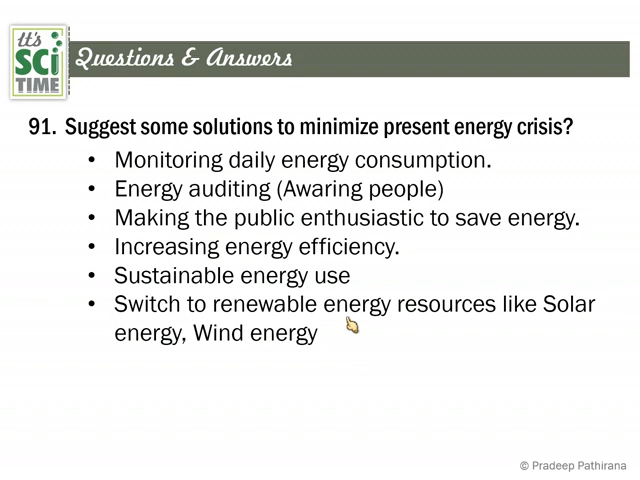 It's
SCi
TIME
Questions & Answers
91. Suggest some solutions to minimize present energy crisis?
• Monitoring daily energy consumption.
• Energy auditing (Awaring people)
• Making the public enthusiastic to save energy.
• Increasing energy efficiency.
• Sustainable energy use
• Switch to renewable energy resources like Solar
energy, Wind energy
© Pradeep Pathirana